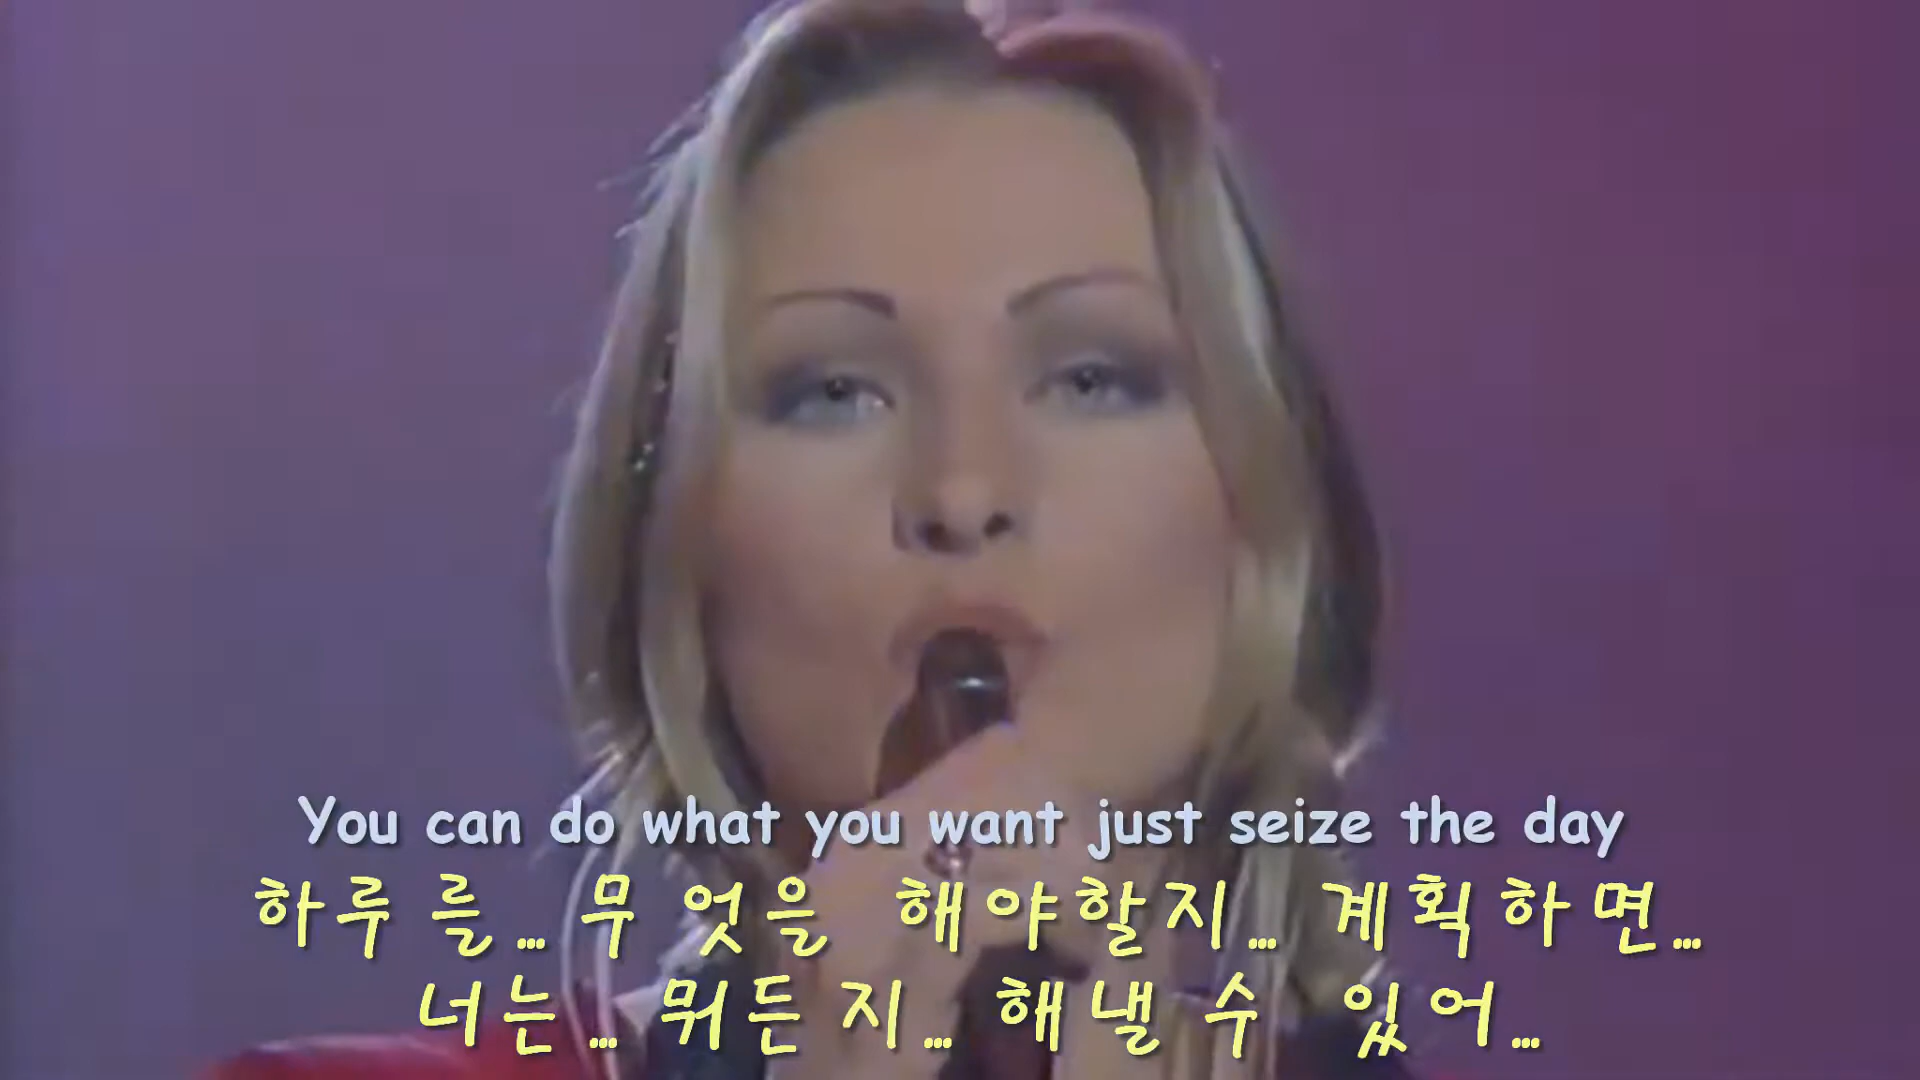 You can do what you want just seize the day
하루를... 무엇을 해야할지... 계획하면...
너는... 뭐든지... 해낼수 있어...